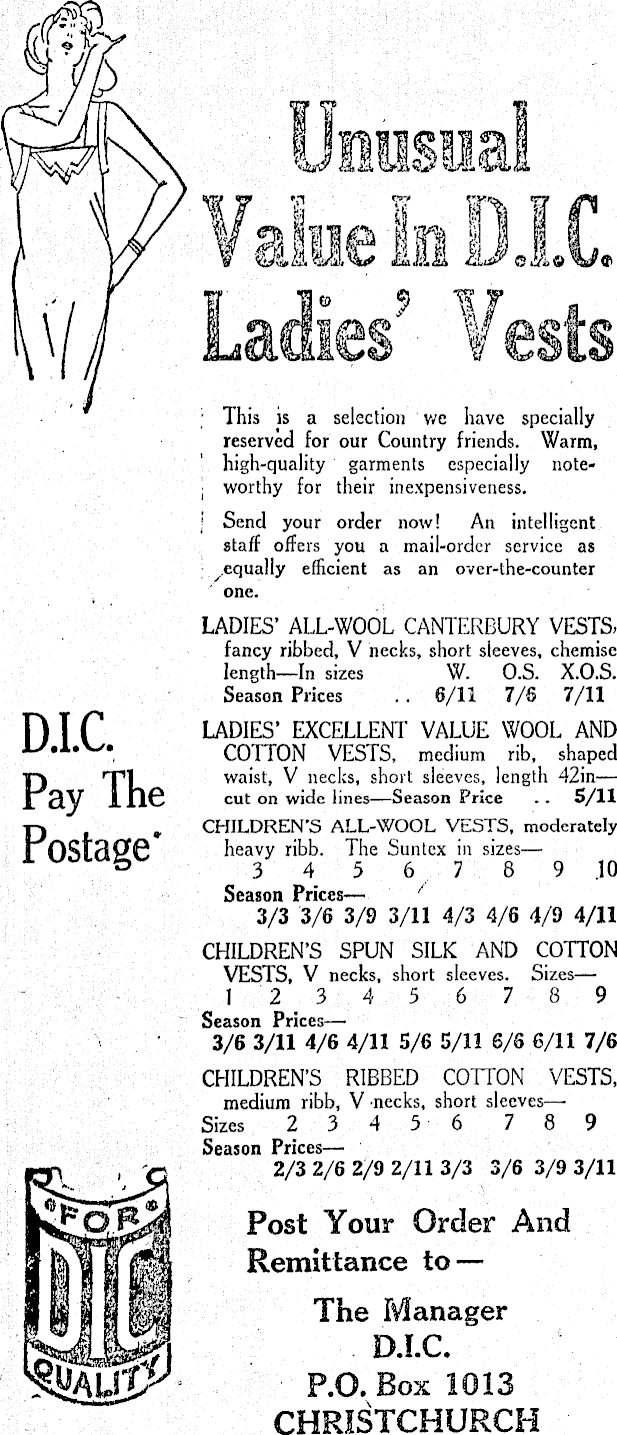 Unusual
Value In D.I.C.
Ladies' Vests
This is a selection we have specially
reserved for our Country friends. Warm,
high-quality garments especially note-
worthy for their inexpensiveness.
Send your order now! An intelligent
staff offers you a mail-order service as
equally efficient as an over-the-counter
one.
LADIES' ALL-WOOL CANTERBURY VESTS,
fancy ribbed, V necks, short sleeves, chemise
length—In sizes W. O.S. X.O.S.
Season Prices .. 6/11 7/6 7/11
LADIES' EXCELLENT VALUE WOOL AND
COTTON VESTS, medium rib, shaped
waist, V necks, short sleeves, length 42in—
cut on wide lines—Season Price .. 5/11
CHILDREN'S ALL-WOOL VESTS, moderately
heavy ribb. The Suntex in sizes—
3 4 5 6 7 8 9 10
Season Prices—
3/3 3/6 3/9 3/11 4/3 4/6 4/9 4/11
CHILDREN'S SPUN SILK AND COTTON
VESTS, V necks, short sleeves. Sizes—
1 2 3 4 5 6 7 8 9
Season Prices—
3/6 3/11 4/6 4/11 5/6 5/11 6/6 6/11 7/6
CHILDREN'S RIBBED COTTON VESTS,
medium ribb, V necks, short sleeves—
Sizes 2 3 4 5 6 7 8 9
Season Prices—
2/3 2/6 2/9 2/11 3/3 3/6 3/9 3/11
D.I.C.
Pay The
Postage
FOR
DIC
QUALITY
Post Your Order And
Remittance to—
The Manager
D.I.C.
P.O. Box 1013
CHRISTCHURCH